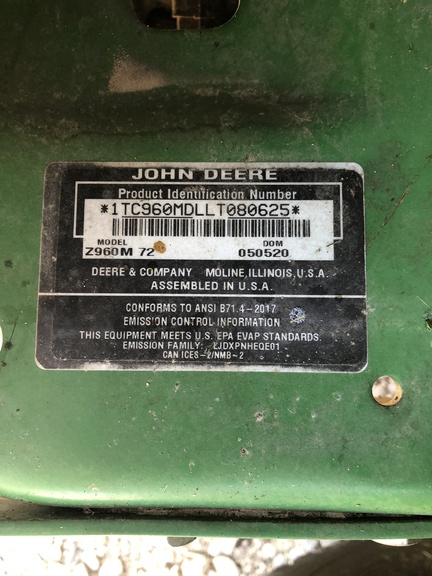 JOHN DEERE
Product Identification Number
*1TC960MDLLT080625*
MODEL DOM
Z960M 72 050520
DEERE & COMPANY MOLINE, ILLINOIS, U.S.A.
ASSEMBLED IN U.S.A.
CONFORMS TO ANSI B71.4-2017
EMISSION CONTROL INFORMATION
THIS EQUIPMENT MEETS U.S. EPA EVAP STANDARDS.
EMISSION FAMILY: LJDXPNHEQE01
CAN ICES-2/NMB-2